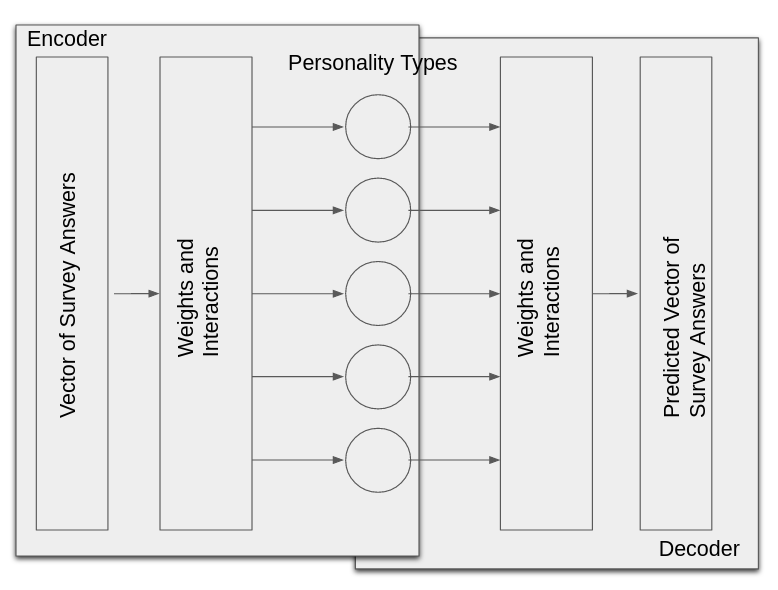 Encoder
Personality Types
Vector of Survey Answers
Weights and
Interactions
Weights and
Interactions
Predicted Vector of
Survey Answers
Decoder